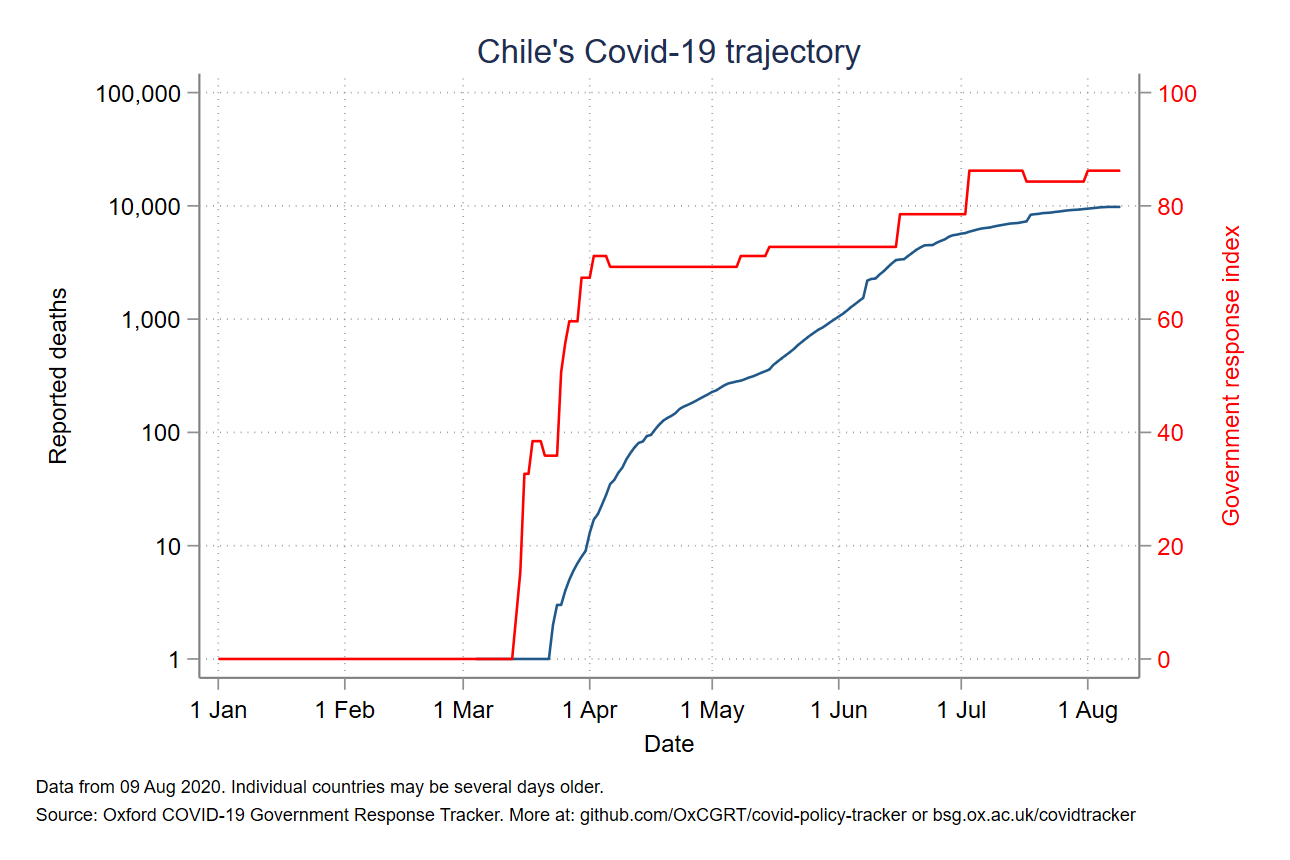 Chile's Covid-19 trajectory
100,000
10,000
1,000
100
10
1
Reported deaths
100
80
60
40
20
0
Government response index
1 Jan 1 Feb 1 Mar 1 Apr 1 May 1 Jun 1 Jul 1 Aug
Date
Data from 09 Aug 2020. Individual countries may be several days older.
Source: Oxford COVID-19 Government Response Tracker. More at: github.com/OxCGRT/covid-policy-tracker or bsg.ox.ac.uk/covidtracker